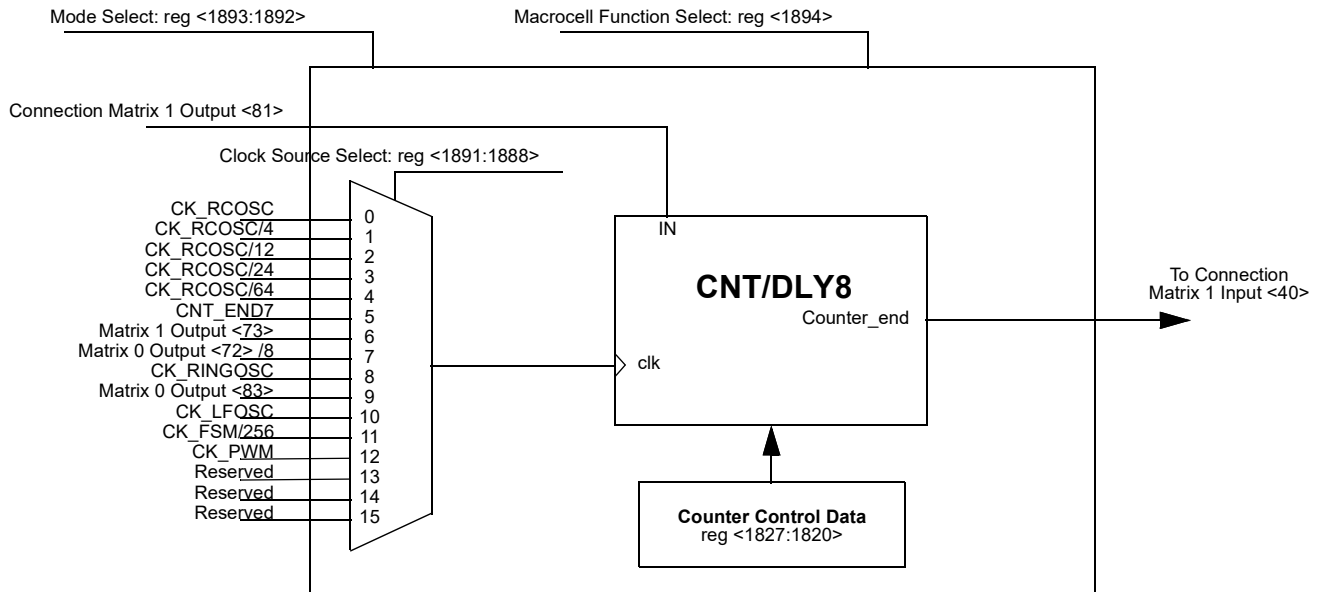 Mode Select: reg <1893:1892>
Macrocell Function Select: reg <1894>
Connection Matrix 1 Output <81>
Clock Source Select: reg <1891:1888>
CK_RCOSC
0
CK_RCOSC/4
1
CK_RCOSC/12
2
CK_RCOSC/24
3
CK_RCOSC/64
4
CNT_END7
5
Matrix 1 Output <73>
6
Matrix 0 Output <72> /8
7
CK_RINGOSC
8
Matrix 0 Output <83>
9
CK_LFOSC
10
CK_FSM/256
11
CK_PWM
12
Reserved
13
Reserved
14
Reserved
15
IN
CNT/DLY8
Counter_end
clk
To Connection
Matrix 1 Input <40>
Counter Control Data
reg <1827:1820>